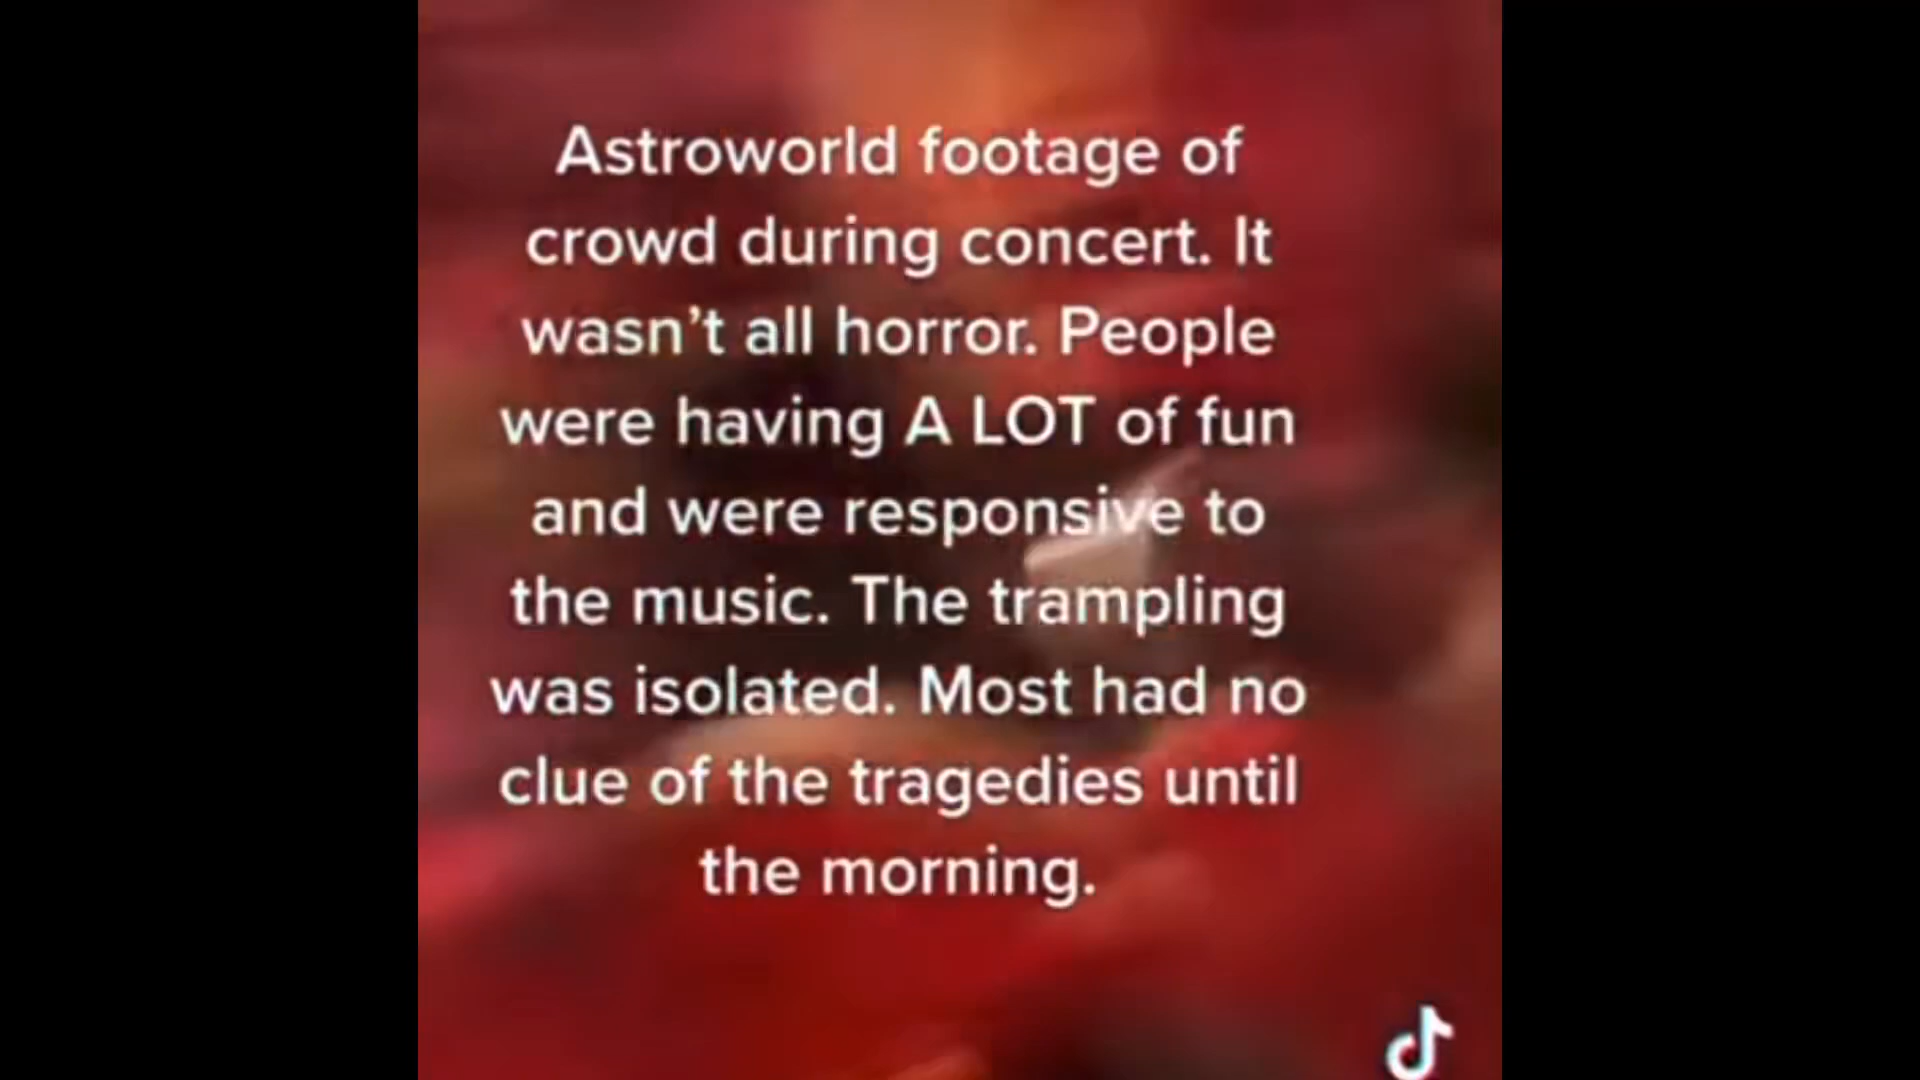 Astroworld footage of
crowd during concert. It
wasn’t all horror. People
were having A LOT of fun
and were responsive to
the music. The trampling
was isolated. Most had no
clue of the tragedies until
the morning.